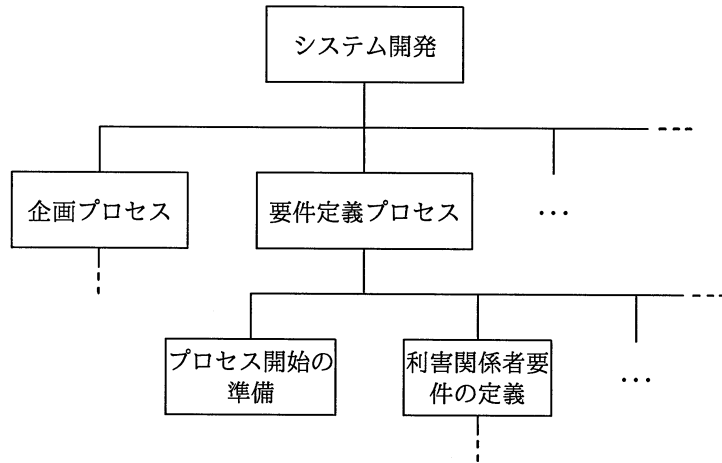 システム開発
企画プロセス
要件定義プロセス
…
プロセス開始の
準備
利害関係者要
件の定義
…